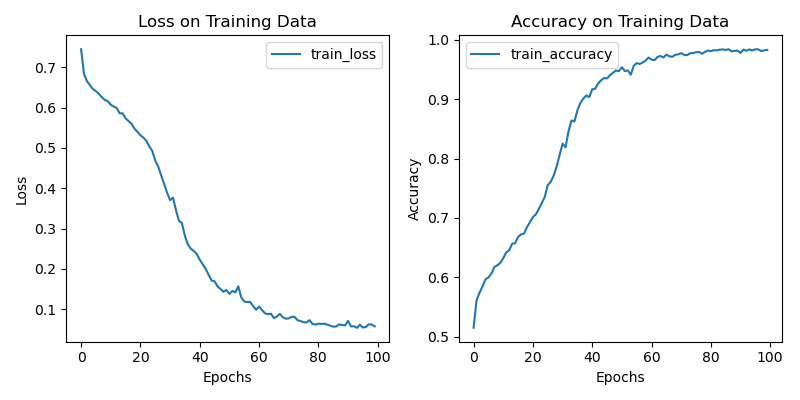 Loss on Training Data
train_loss
0.7
0.6
0.5
0.4
0.3
0.2
0.1
0 20 40 60 80 100
Loss
Epochs
Accuracy on Training Data
train_accuracy
1.0
0.9
0.8
0.7
0.6
0.5
0 20 40 60 80 100
Accuracy
Epochs